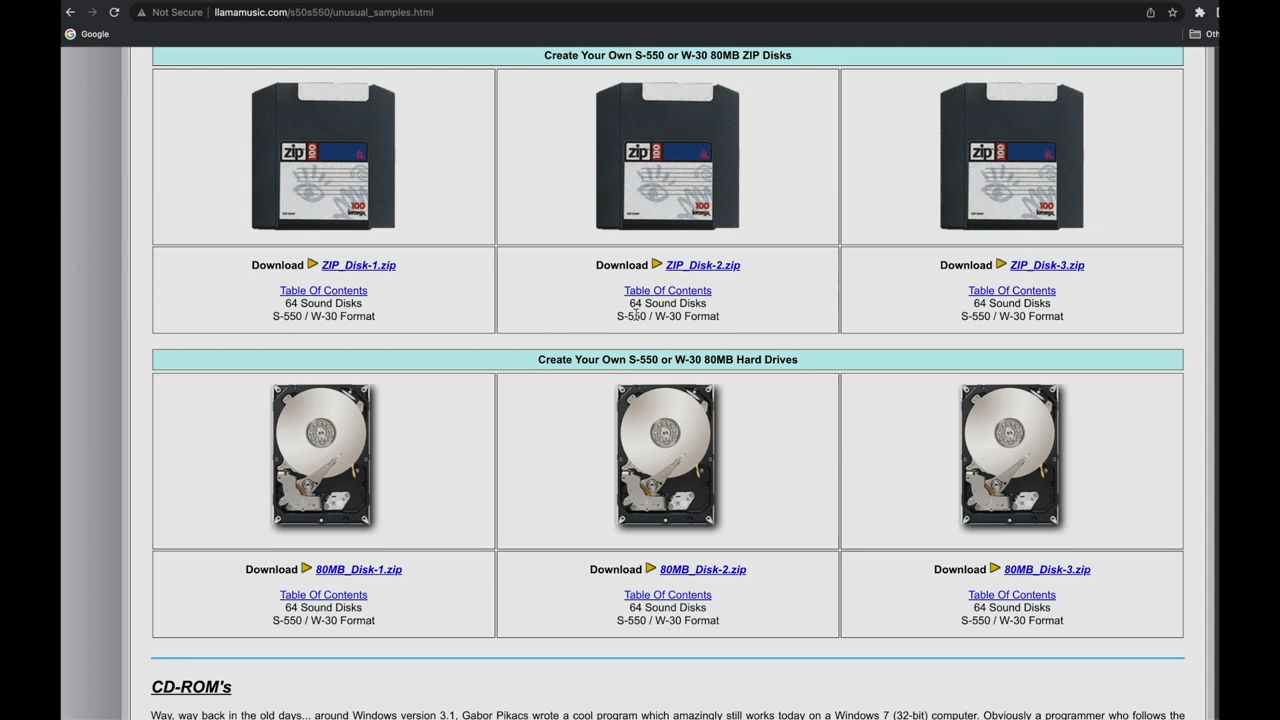 Not Secure
llamamusic.com/s50s550/unusual_samples.html
Google
Create Your Own S-550 or W-30 80MB ZIP Disks
zip 100
100
iomega
zip 100
100
iomega
zip 100
100
iomega
Download ZIP_Disk-1.zip
Table Of Contents
64 Sound Disks
S-550 / W-30 Format
Download ZIP_Disk-2.zip
Table Of Contents
64 Sound Disks
S-550 / W-30 Format
Download ZIP_Disk-3.zip
Table Of Contents
64 Sound Disks
S-550 / W-30 Format
Create Your Own S-550 or W-30 80MB Hard Drives
Download 80MB_Disk-1.zip
Table Of Contents
64 Sound Disks
S-550 / W-30 Format
Download 80MB_Disk-2.zip
Table Of Contents
64 Sound Disks
S-550 / W-30 Format
Download 80MB_Disk-3.zip
Table Of Contents
64 Sound Disks
S-550 / W-30 Format
CD-ROM's
Way, way back in the old days... around Windows version 3.1, Gabor Pikacs wrote a cool program which amazingly still works today on a Windows 7 (32-bit) computer. Obviously a programmer who follows the